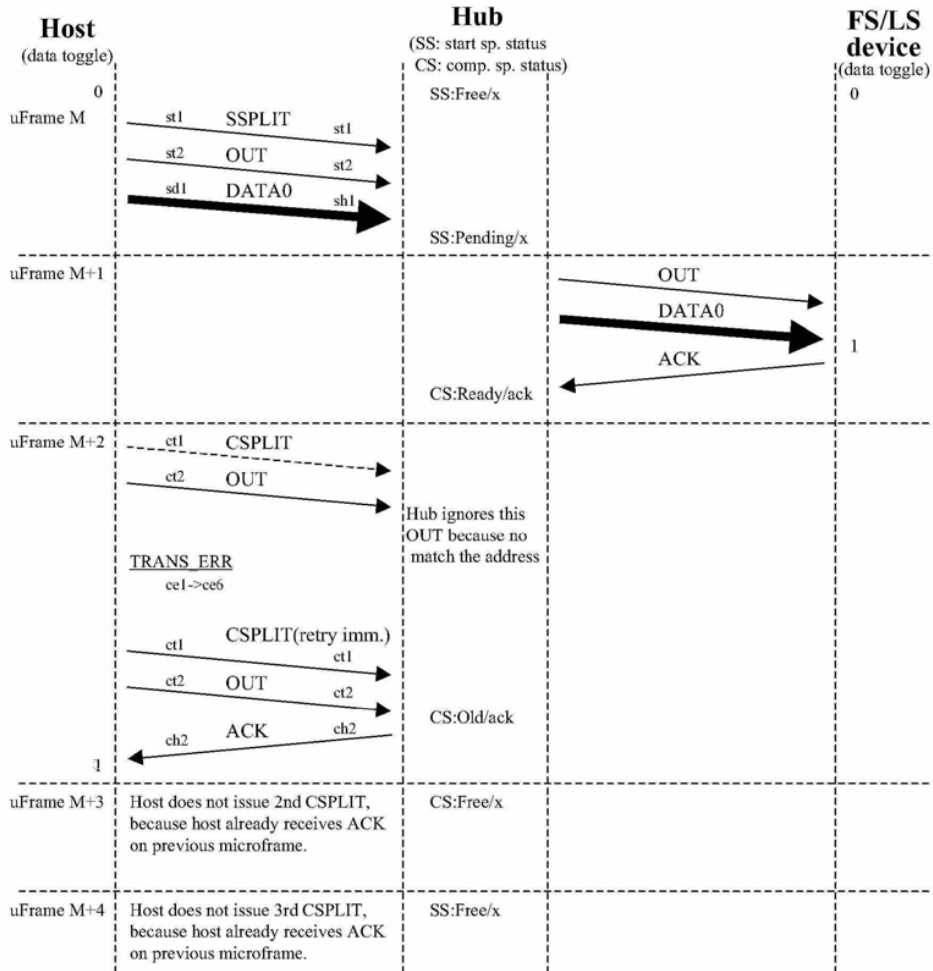 Host
(data toggle)
Hub
(SS: start sp. status
CS: comp. sp. status)
FS/LS
device
(data toggle)
0
SS:Free/x
0
uFrame M
st1 SSPLIT st1
st2 OUT st2
sd1 DATA0 sh1
SS:Pending/x
uFrame M+1
OUT
DATA0
1
ACK
CS:Ready/ack
uFrame M+2
ct1 CSPLIT
ct2 OUT
Hub ignores this
OUT because no
match the address
TRANS_ERR
ce1->ce6
CSPLIT(retry imm.)
ct1 ct1
ct2 OUT ct2
CS:Old/ack
ch2 ACK ch2
1
uFrame M+3
Host does not issue 2nd CSPLIT,
because host already receives ACK
on previous microframe.
CS:Free/x
uFrame M+4
Host does not issue 3rd CSPLIT,
because host already receives ACK
on previous microframe.
SS:Free/x